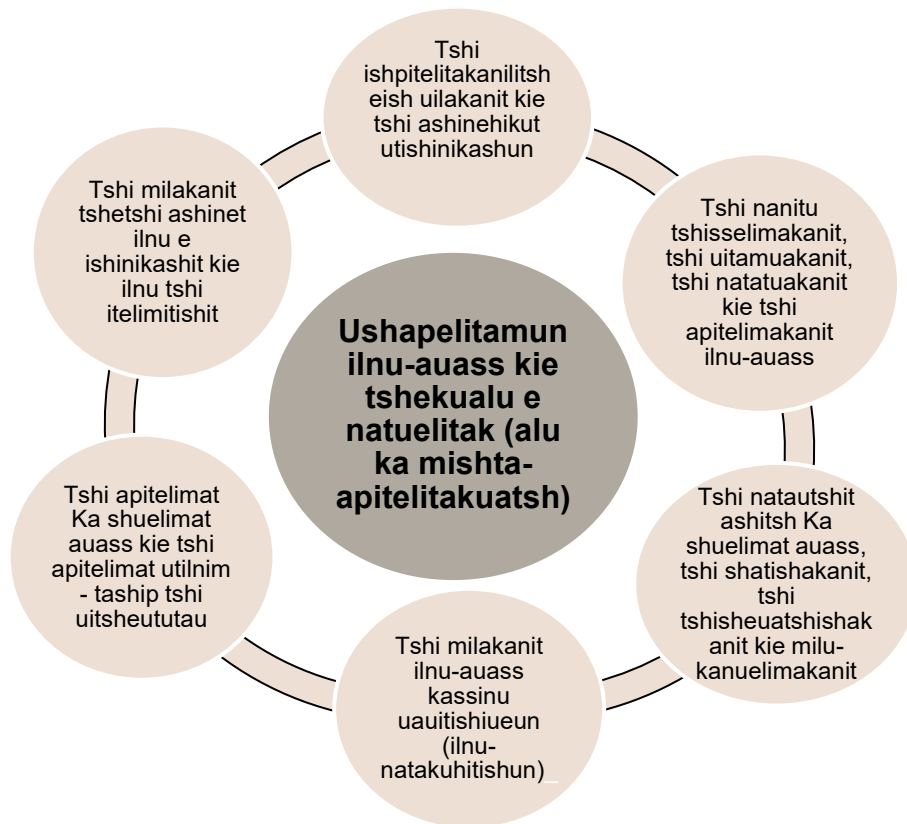 Tshi
ishpitelitakanilitsh
eish uilakanit kie
tshi ashinehikut
utishinikashun
Tshi nanitu
tshisselimakanit,
tshi uitamuakanit,
tshi natatuakanit
kie tshi
apitelimakanit
ilnu-auass
Tshi natautshit
ashitsh Ka
shuelimat auass,
tshi shatishakanit,
tshi
tshisheuatshishak
anit kie milu-
kanuelimakanit
Tshi milakanit
ilnu-auass
kassinu
uauitishiueun
(ilnu-
natakuhitishun)
Tshi apitelimat
Ka shuelimat
auass kie tshi
apitelimat utilnim
- taship tshi
uitsheututau
Tshi milakanit
tshetshi ashinet
ilnu e
ishinikashit kie
ilnu tshi
itelimitishit
Ushapelitamun
ilnu-auass kie
tshekualu e
natuelitak (alu
ka mishta-
apitelitakuatsh)